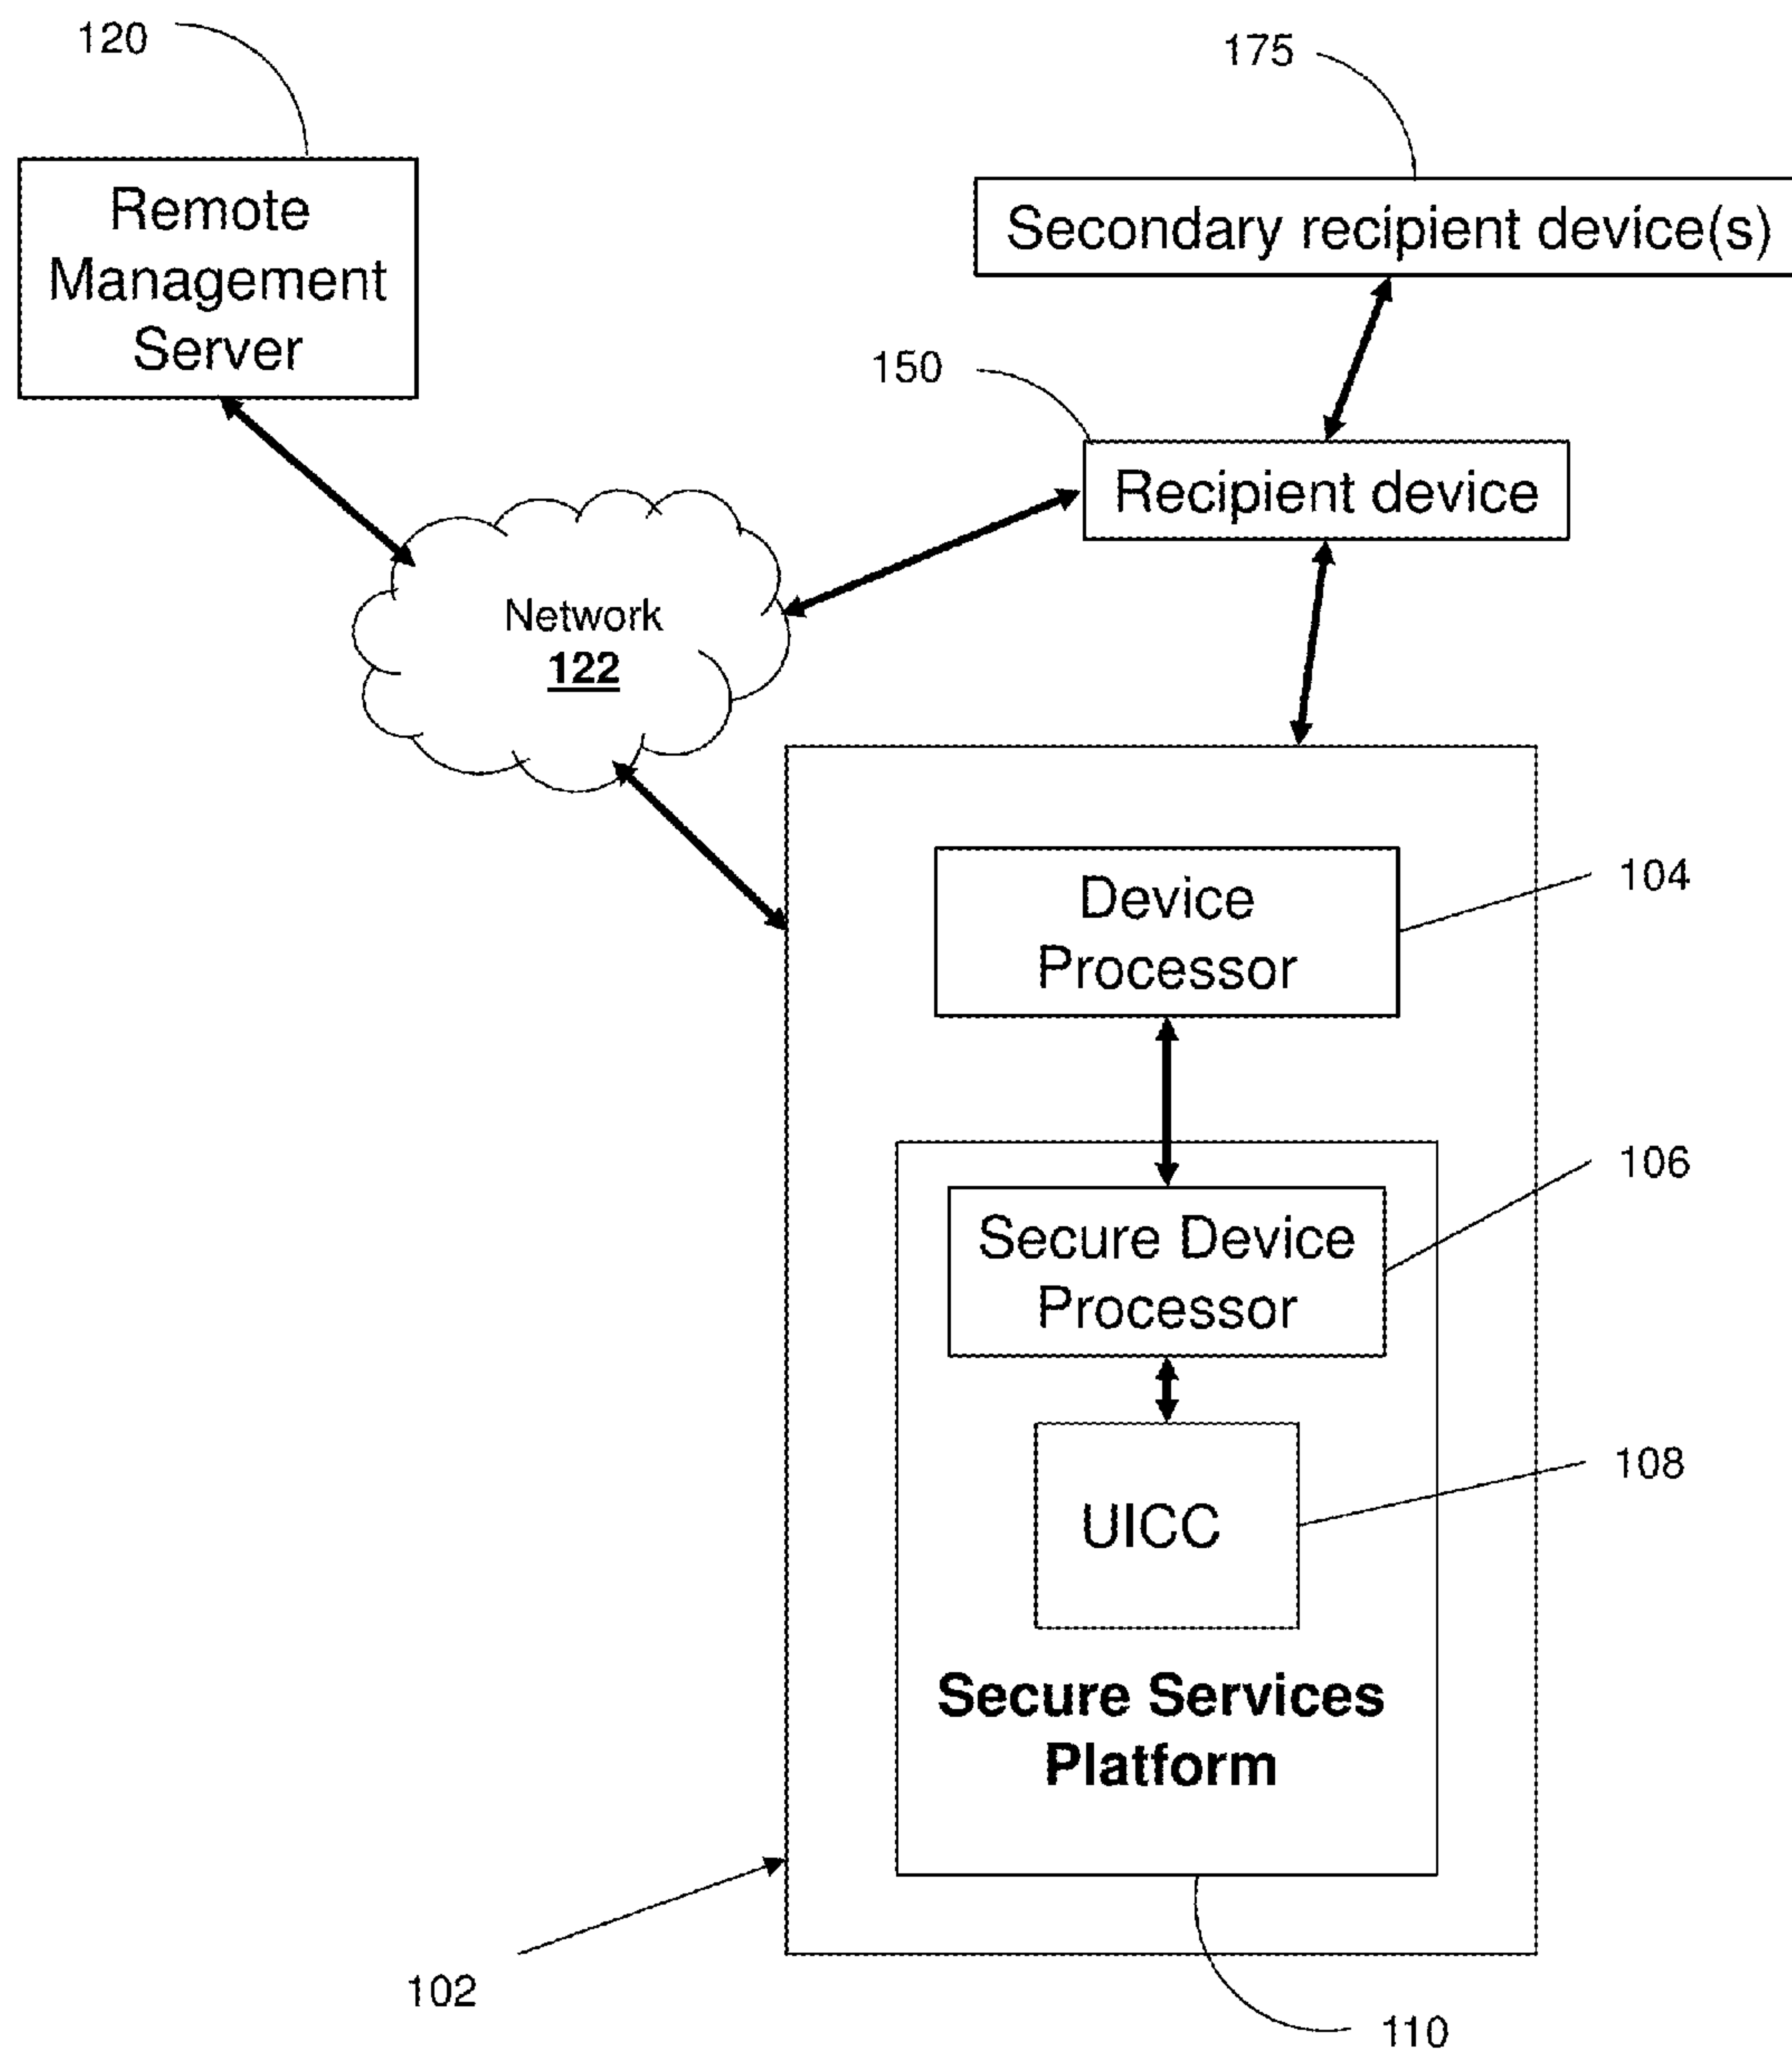 120
175
Remote
Management
Server
Secondary recipient device(s)
150
Recipient device
Network
122
Device
Processor
104
106
Secure Device
Processor
108
UICC
Secure Services
Platform
102
110